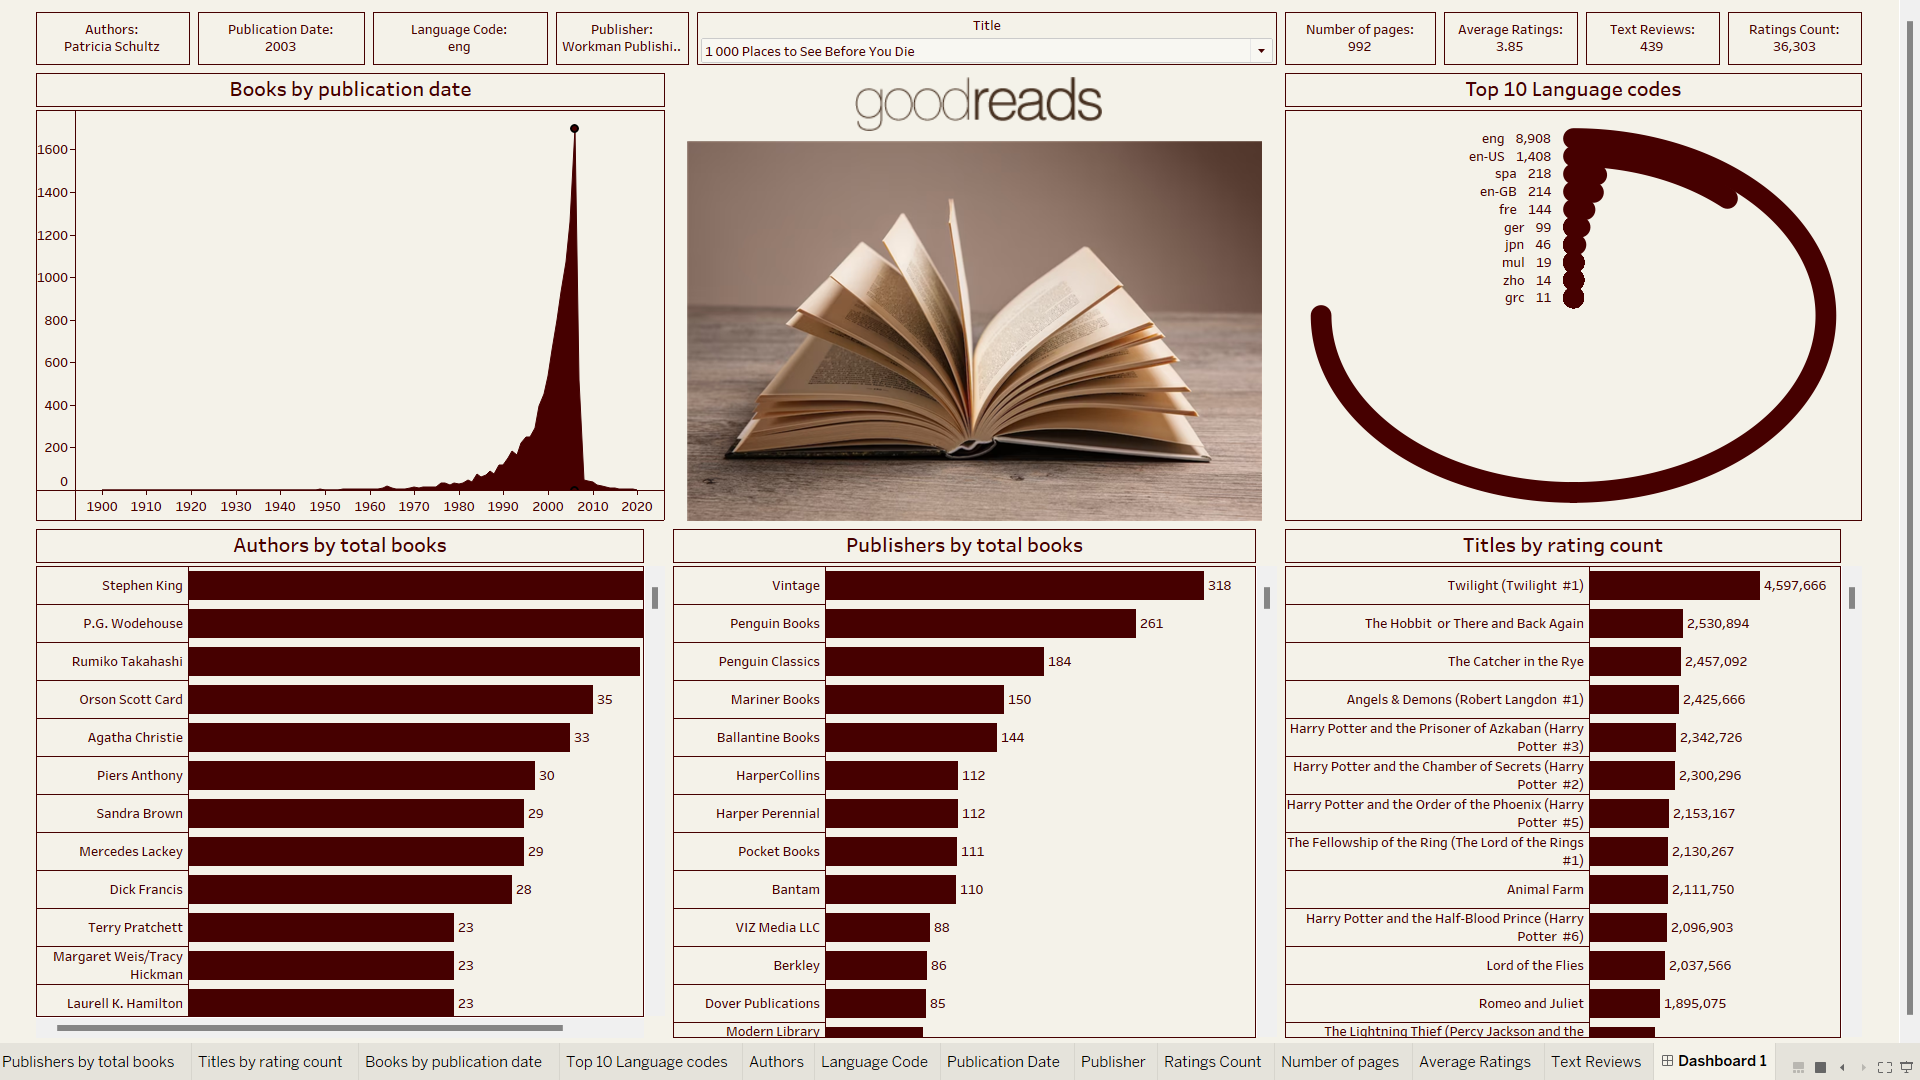 Authors:
Patricia Schultz
Publication Date:
2003
Language Code:
eng
Publisher:
Workman Publishi..
Title
1 000 Places to See Before You Die
Number of pages:
992
Average Ratings:
3.85
Text Reviews:
439
Ratings Count:
36,303
Books by publication date
1600
1400
1200
1000
800
600
400
200
0
1900 1910 1920 1930 1940 1950 1960 1970 1980 1990 2000 2010 2020
goodreads
Top 10 Language codes
eng 8,908
en-US 1,408
spa 218
en-GB 214
fre 144
ger 99
jpn 46
mul 19
zho 14
grc 11
Authors by total books
Stephen King
P.G. Wodehouse
Rumiko Takahashi
Orson Scott Card 35
Agatha Christie 33
Piers Anthony 30
Sandra Brown 29
Mercedes Lackey 29
Dick Francis 28
Terry Pratchett 23
Margaret Weis/Tracy
Hickman 23
Laurell K. Hamilton 23
Publishers by total books
Vintage 318
Penguin Books 261
Penguin Classics 184
Mariner Books 150
Ballantine Books 144
HarperCollins 112
Harper Perennial 112
Pocket Books 111
Bantam 110
VIZ Media LLC 88
Berkley 86
Dover Publications 85
Modern Library
Titles by rating count
Twilight (Twilight #1) 4,597,666
The Hobbit or There and Back Again 2,530,894
The Catcher in the Rye 2,457,092
Angels & Demons (Robert Langdon #1) 2,425,666
Harry Potter and the Prisoner of Azkaban (Harry
Potter #3) 2,342,726
Harry Potter and the Chamber of Secrets (Harry
Potter #2) 2,300,296
Harry Potter and the Order of the Phoenix (Harry
Potter #5) 2,153,167
The Fellowship of the Ring (The Lord of the Rings
#1) 2,130,267
Animal Farm 2,111,750
Harry Potter and the Half-Blood Prince (Harry
Potter #6) 2,096,903
Lord of the Flies 2,037,566
Romeo and Juliet 1,895,075
The Lightning Thief (Percy Jackson and the
Publishers by total books Titles by rating count Books by publication date Top 10 Language codes Authors Language Code Publication Date Publisher Ratings Count Number of pages Average Ratings Text Reviews Dashboard 1